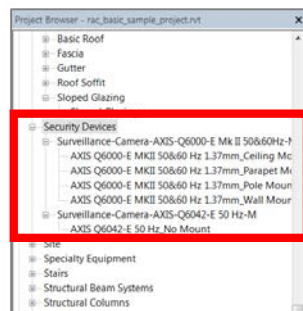 Project Browser - rac_basic_sample_project.rvt
Basic Roof
Fascia
Gutter
Roof Soffit
Sloped Glazing
Security Devices
Surveillance-Camera-AXIS-Q6000-E Mk II 50&60Hz-M
AXIS Q6000-E MKII 50&60 Hz 1.37mm_Ceiling Mo
AXIS Q6000-E MKII 50&60 Hz 1.37mm_Parapet Mo
AXIS Q6000-E MKII 50&60 Hz 1.37mm_Pole Moun
AXIS Q6000-E MKII 50&60 Hz 1.37mm_Wall Moun
Surveillance-Camera-AXIS-Q6042-E 50 Hz-M
AXIS Q6042-E 50 Hz_No Mount
Site
Specialty Equipment
Stairs
Structural Beam Systems
Structural Columns